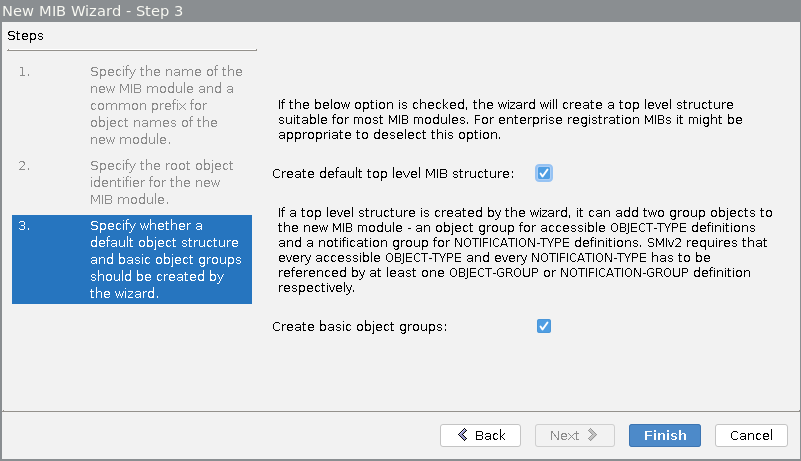 New MIB Wizard - Step 3
Steps
1. Specify the name of the
new MIB module and a
common prefix for
object names of the
new module.
2. Specify the root object
identifier for the new
MIB module.
3. Specify whether a
default object structure
and basic object groups
should be created by
the wizard.
If the below option is checked, the wizard will create a top level structure
suitable for most MIB modules. For enterprise registration MIBs it might be
appropriate to deselect this option.
Create default top level MIB structure:
If a top level structure is created by the wizard, it can add two group objects to
the new MIB module - an object group for accessible OBJECT-TYPE definitions
and a notification group for NOTIFICATION-TYPE definitions. SMIv2 requires that
every accessible OBJECT-TYPE and every NOTIFICATION-TYPE has to be
referenced by at least one OBJECT-GROUP or NOTIFICATION-GROUP definition
respectively.
Create basic object groups:
Back Next Finish Cancel